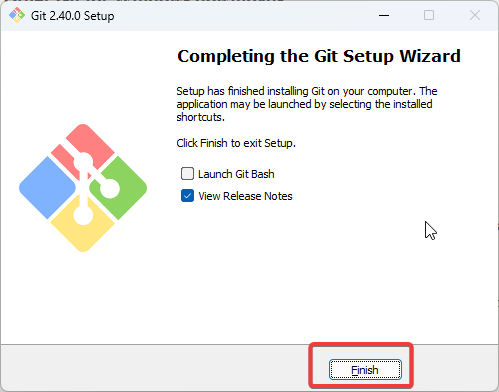 Git 2.40.0 Setup
Completing the Git Setup Wizard
Setup has finished installing Git on your computer. The
application may be launched by selecting the installed
shortcuts.
Click Finish to exit Setup.
Launch Git Bash
View Release Notes
Finish